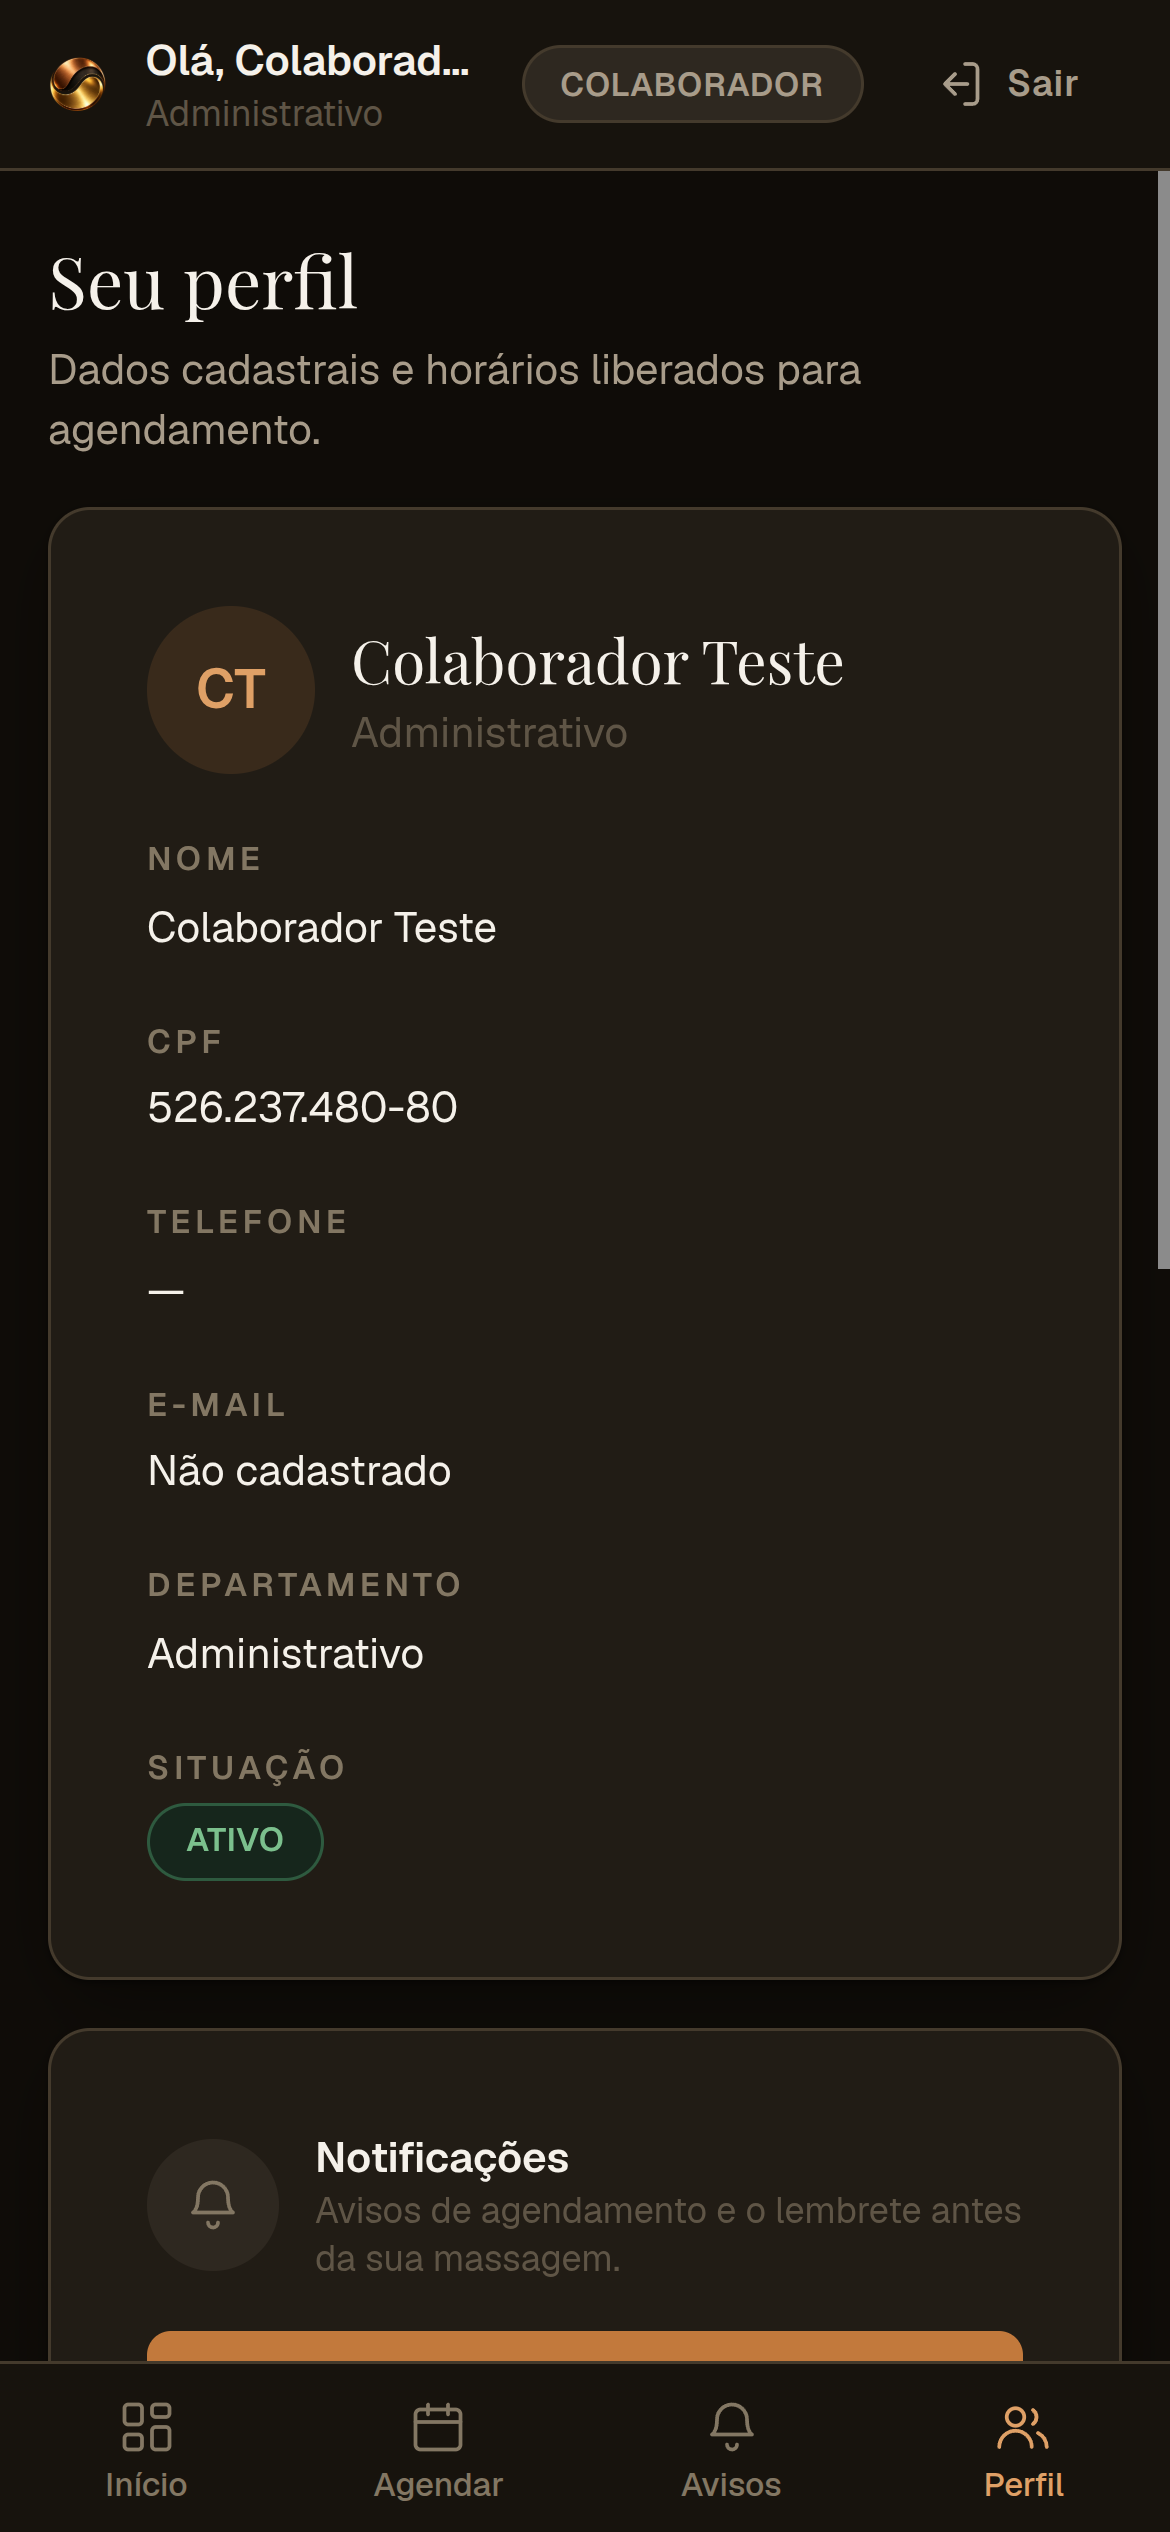 Olá, Colaborad...
Administrativo
COLABORADOR
Sair
Seu perfil
Dados cadastrais e horários liberados para
agendamento.
CT
Colaborador Teste
Administrativo
NOME
Colaborador Teste
CPF
526.237.480-80
TELEFONE
—
E-MAIL
Não cadastrado
DEPARTAMENTO
Administrativo
SITUAÇÃO
ATIVO
Notificações
Avisos de agendamento e o lembrete antes
da sua massagem.
Início
Agendar
Avisos
Perfil